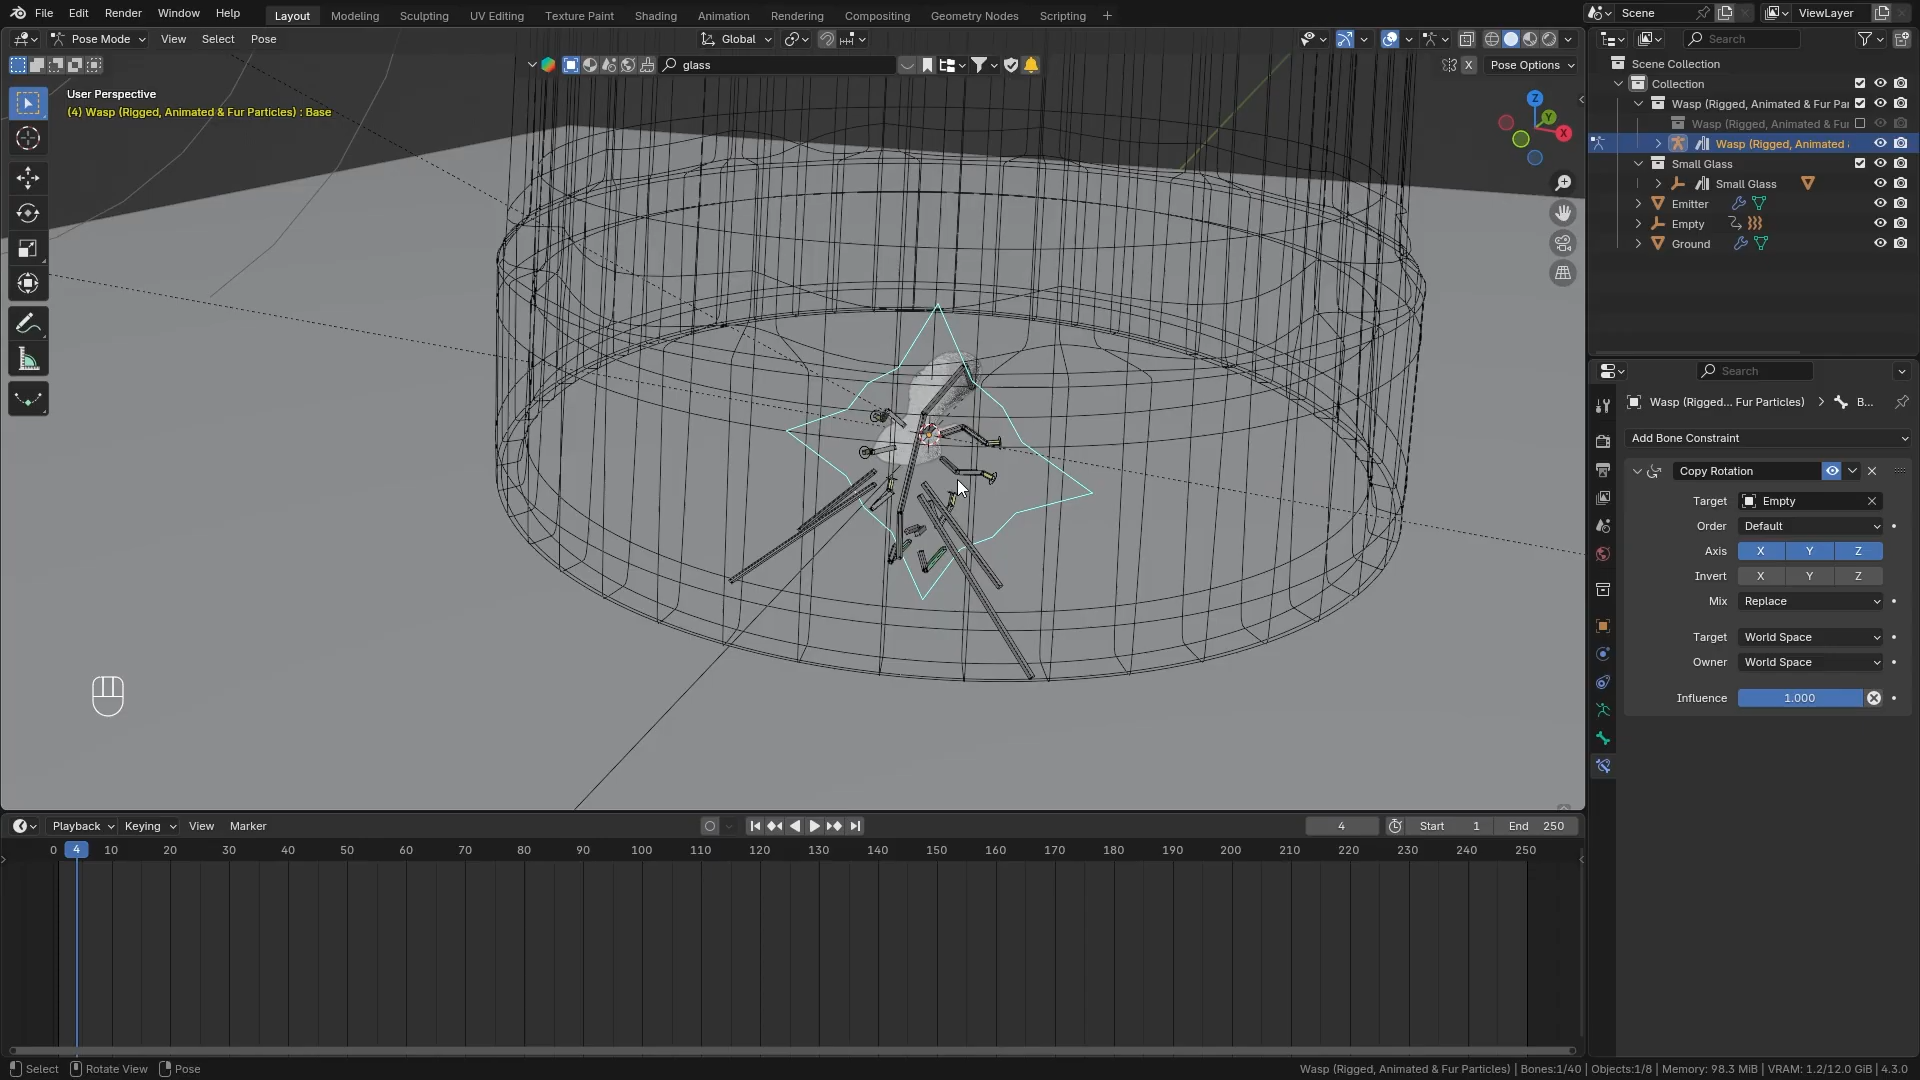 File Edit Render Window Help
Layout Modeling Sculpting UV Editing Texture Paint Shading Animation Rendering Compositing Geometry Nodes Scripting +
Scene
ViewLayer
Pose Mode View Select Pose
Global
Search
glass
X
Pose Options
User Perspective
(4) Wasp (Rigged, Animated & Fur Particles) : Base
Z
Y
X
Scene Collection
Collection
Wasp (Rigged, Animated & Fur Par
Wasp (Rigged, Animated & Fur
Wasp (Rigged, Animated
Small Glass
Small Glass
Emitter
Empty
Ground
Search
Wasp (Rigged... Fur Particles) > B...
Add Bone Constraint
Copy Rotation
Target Empty
Order Default
Axis X Y Z
Invert X Y Z
Mix Replace
Target World Space
Owner World Space
Influence 1.000
Playback Keying View Marker
4
Start 1
End 250
0 4 10 20 30 40 50 60 70 80 90 100 110 120 130 140 150 160 170 180 190 200 210 220 230 240 250
Select Rotate View Pose
Wasp (Rigged, Animated & Fur Particles) | Bones:1/40 | Objects:1/8 | Memory: 98.3 MiB | VRAM: 1.2/12.0 GiB | 4.3.0